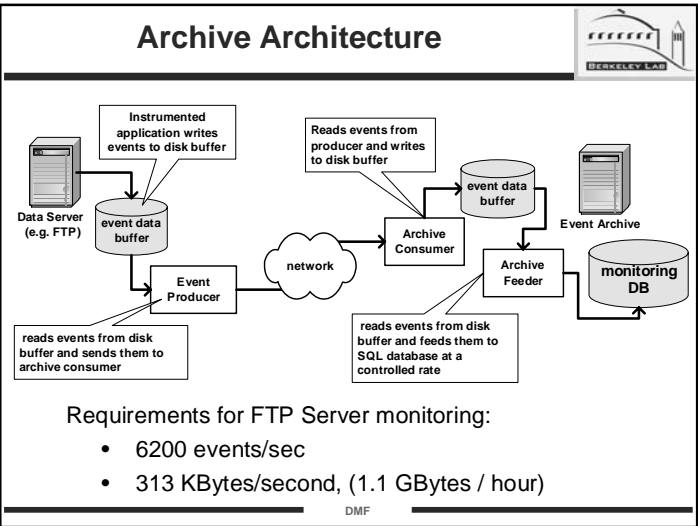 Archive Architecture
BERKELEY LAB
Instrumented
application writes
events to disk buffer
Reads events from
producer and writes
to disk buffer
Data Server
(e.g. FTP)
event data
buffer
Event
Producer
network
Archive
Consumer
event data
buffer
Event Archive
Archive
Feeder
monitoring
DB
reads events from disk
buffer and sends them to
archive consumer
reads events from disk
buffer and feeds them to
SQL database at a
controlled rate
Requirements for FTP Server monitoring:
• 6200 events/sec
• 313 KBytes/second, (1.1 GBytes / hour)
DMF